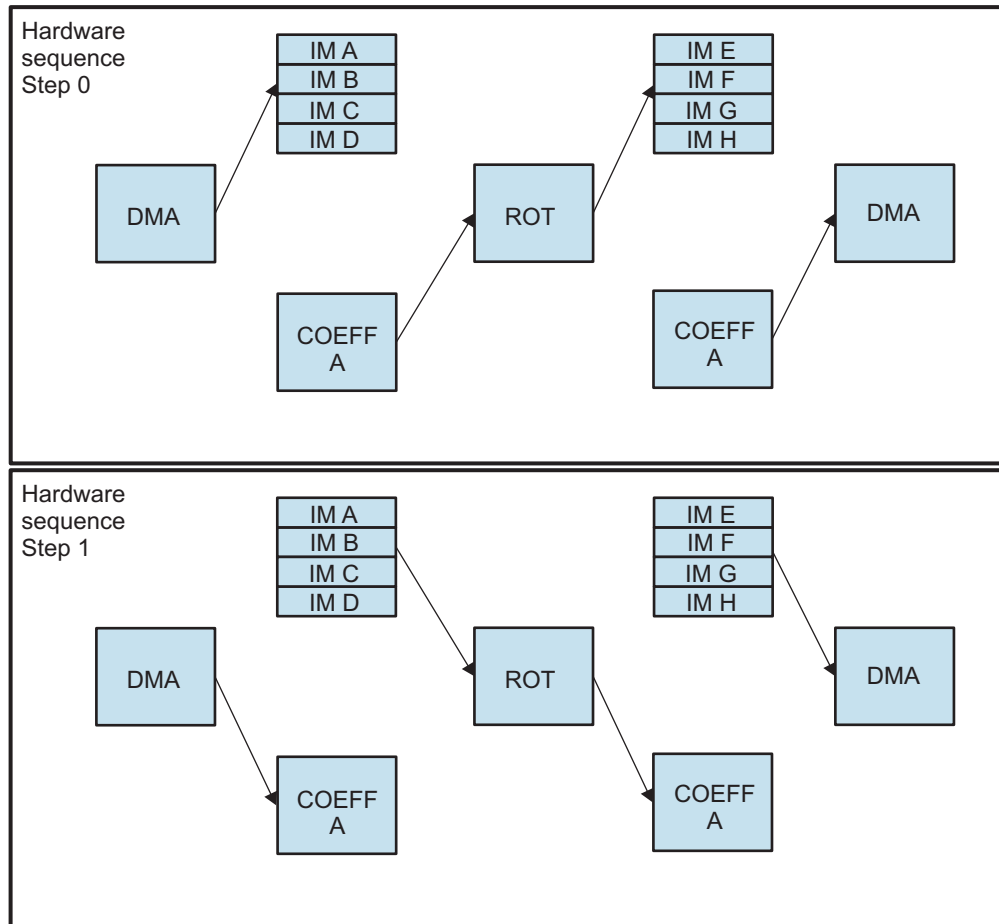 Hardware
sequence
Step 0
IM A
IM B
IM C
IM D
IM E
IM F
IM G
IM H
DMA
ROT
DMA
COEFF
A
COEFF
A
Hardware
sequence
Step 1
IM A
IM B
IM C
IM D
IM E
IM F
IM G
IM H
DMA
ROT
DMA
COEFF
A
COEFF
A